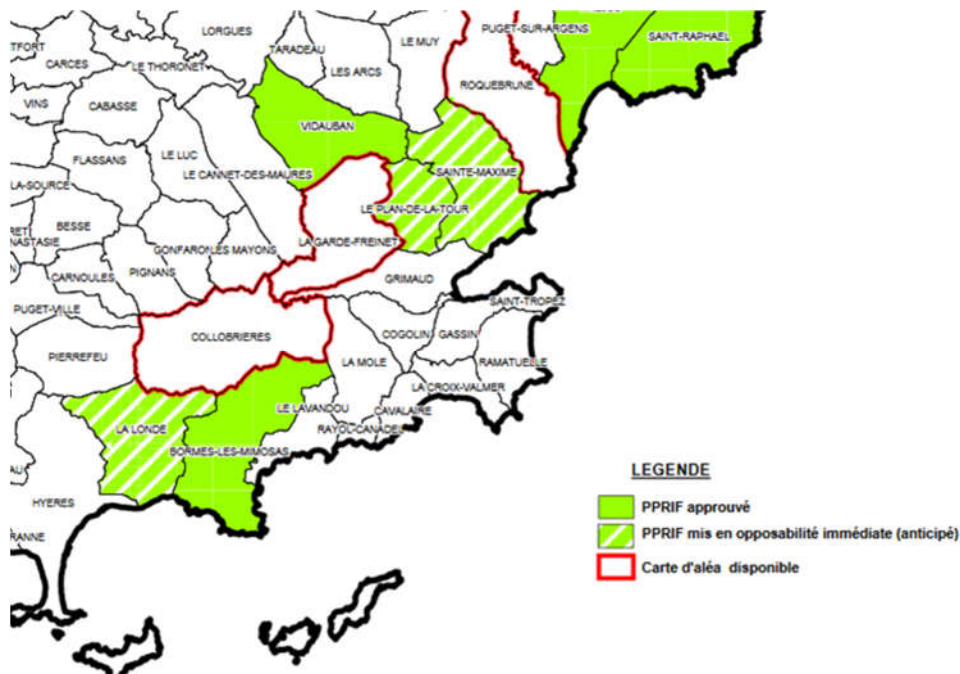 LORGUES
TARADEAU
LE MUY
PUGET-SUR-ARGENS
SAINT-RAPHAEL
TFORT
CARCES
LE THORONET
LES ARCS
ROQUEBRUNE
VINS
CABASSE
VIDAUBAN
FLASSANS
LE LUC
LE CANNET-DES-MAURES
SAINTE-MAXIME
LA-SOURCE
LE PLAN-DE-LA-TOUR
BESSE
RET
NASTASIE
LA GARDE-FREINET
GONFARON
LES MAYONS
PIGNANS
CARNOULES
GRIMAUD
PUGET-VILLE
SAINT-TROPEZ
COLLOBRIERES
COGOLIN
GASSIN
PIERREFEU
LA MOLE
RAMATUELLE
LA CROIX-VALMER
LE LAVANDOU
CAVALAIRE
LA LONDE
RAYOL-CANADEL
BORMES-LES-MIMOSAS
AU
HYERES
RANNE
LEGENDE
PPRIF approuvé
PPRIF mis en opposabilité immédiate (anticipé)
Carte d'aléa disponible